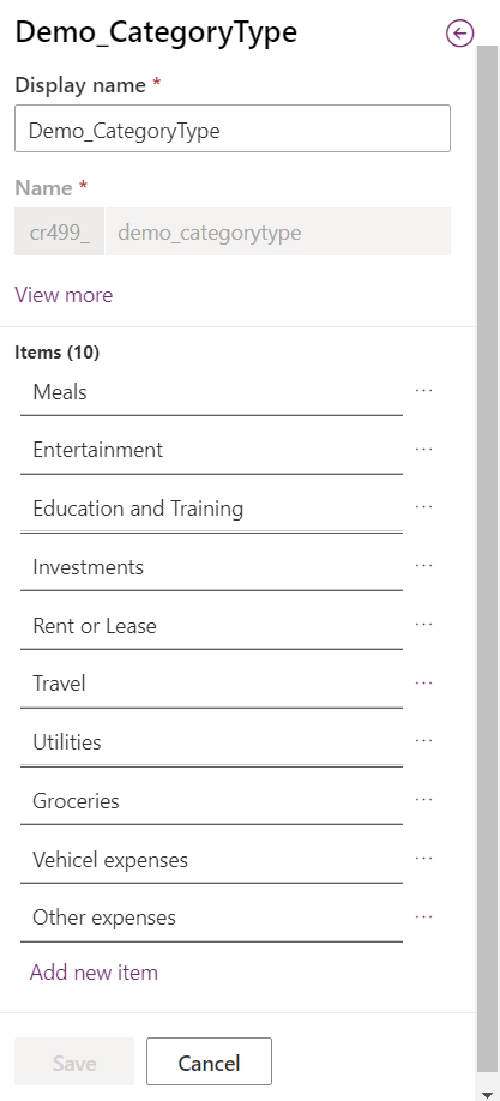 Demo_CategoryType
Display name *
Demo_CategoryType
Name *
cr499_ demo_categorytype
View more
Items (10)
Meals ...
Entertainment ...
Education and Training ...
Investments ...
Rent or Lease ...
Travel ...
Utilities ...
Groceries ...
Vehicel expenses ...
Other expenses ...
Add new item
Save Cancel